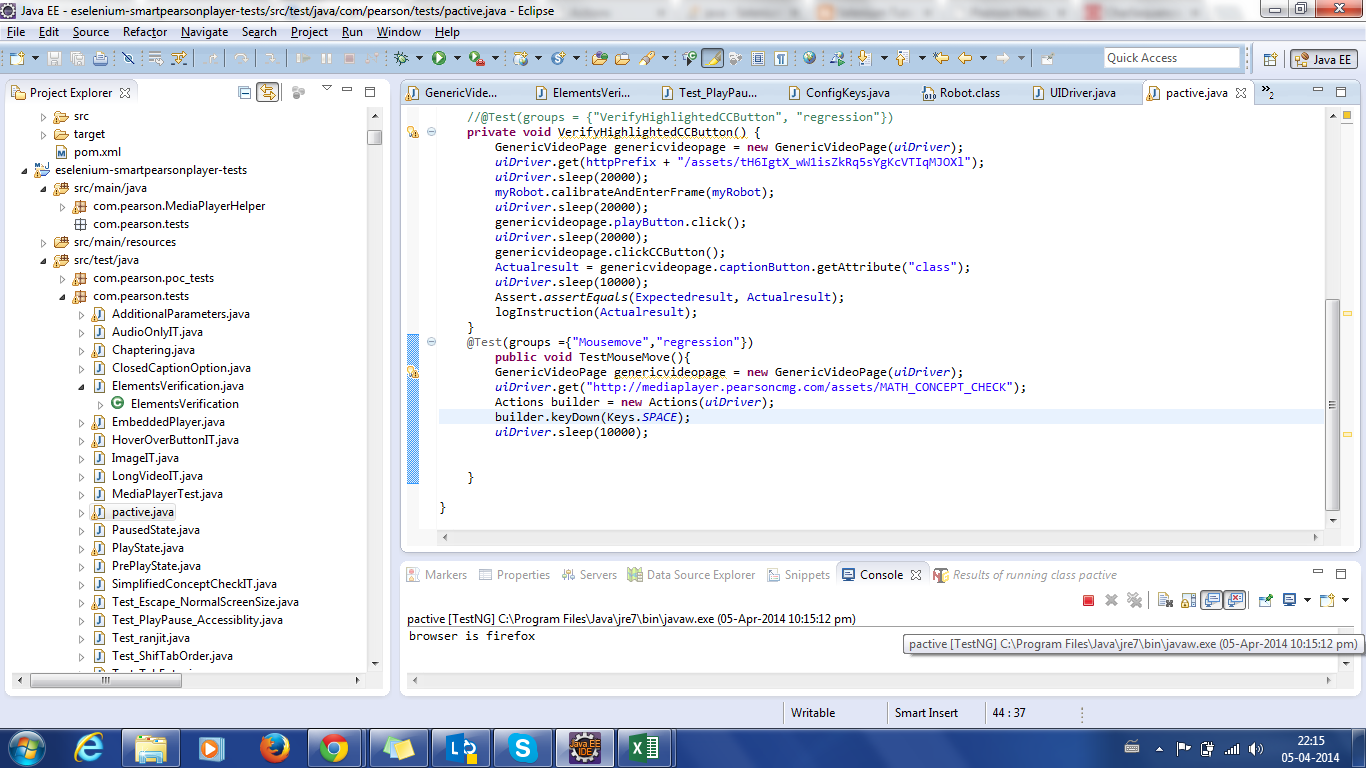 Java EE - eselenium-smartpearsonplayer-tests/src/test/java/com/pearson/tests/pactive.java - Eclipse
File Edit Source Refactor Navigate Search Project Run Window Help
Quick Access
Java EE
Project Explorer
src
target
pom.xml
eselenium-smartpearsonplayer-tests
src/main/java
com.pearson.MediaPlayerHelper
com.pearson.tests
src/main/resources
src/test/java
com.pearson.poc_tests
com.pearson.tests
AdditionalParameters.java
AudioOnlyIT.java
Chaptering.java
ClosedCaptionOption.java
ElementsVerification.java
ElementsVerification
EmbeddedPlayer.java
HoverOverButtonIT.java
ImageIT.java
LongVideoIT.java
MediaPlayerTest.java
pactive.java
PausedState.java
PlayState.java
PrePlayState.java
SimplifiedConceptCheckIT.java
Test_Escape_NormalScreenSize.java
Test_PlayPause_Accessiblity.java
Test_ranjit.java
Test_ShifTabOrder.java
GenericVide... ElementsVeri... Test_PlayPau... ConfigKeys.java Robot.class UIDriver.java pactive.java »2
//@Test(groups = {"VerifyHighlightedCCButton", "regression"})
private void VerifyHighlightedCCButton() {
GenericVideoPage genericvideopage = new GenericVideoPage(uiDriver);
uiDriver.get(httpPrefix + "/assets/tH6IgtX_wW1isZkRq5sYgKcVTIqMJOXl");
uiDriver.sleep(20000);
myRobot.calibrateAndEnterFrame(myRobot);
uiDriver.sleep(20000);
genericvideopage.playButton.click();
uiDriver.sleep(20000);
genericvideopage.clickCCButton();
Actualresult = genericvideopage.captionButton.getAttribute("class");
uiDriver.sleep(10000);
Assert.assertEquals(Expectedresult, Actualresult);
logInstruction(Actualresult);
}
@Test(groups ={"Mousemove","regression"})
public void TestMouseMove(){
GenericVideoPage genericvideopage = new GenericVideoPage(uiDriver);
uiDriver.get("http://mediaplayer.pearsoncmg.com/assets/MATH_CONCEPT_CHECK");
Actions builder = new Actions(uiDriver);
builder.keyDown(Keys.SPACE);
uiDriver.sleep(10000);
}
}
Markers Properties Servers Data Source Explorer Snippets Console Results of running class pactive
pactive [TestNG] C:\Program Files\Java\jre7\bin\javaw.exe (05-Apr-2014 10:15:12 pm)
browser is firefox
pactive [TestNG] C:\Program Files\Java\jre7\bin\javaw.exe (05-Apr-2014 10:15:12 pm)
Writable Smart Insert 44 : 37
Java EE
IDE
22:15
05-04-2014